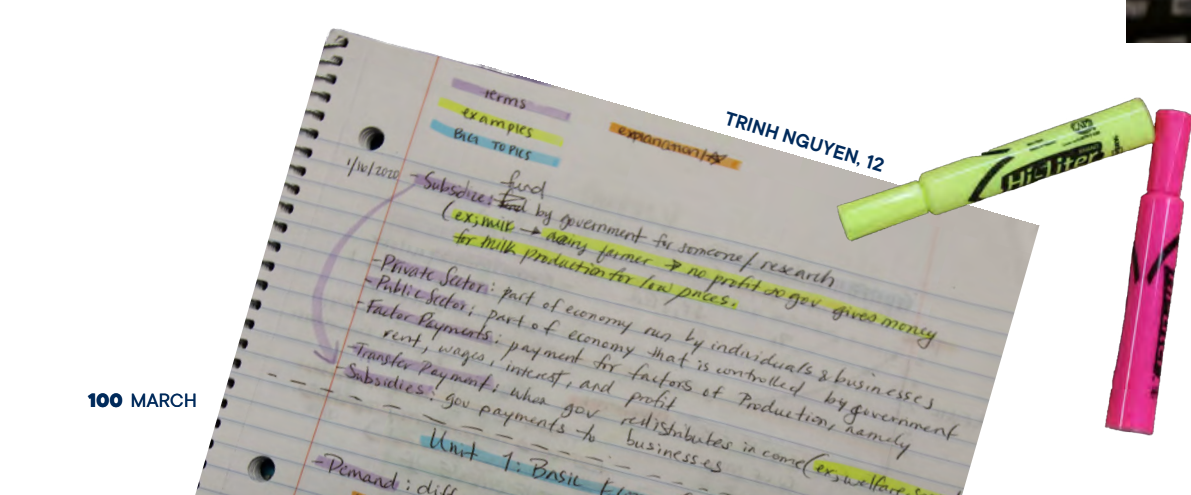 terms
examples
BIG TOPICS
explanation/☆
TRINH NGUYEN, 12
Hi-liter
1/16/2020
fund
- Subsdize: by government for someone/research
(ex; milk → dairy farmer → no profit so gov gives money
for milk production for low prices.
- Private Sector: part of economy run by individuals & businesses
- Public Sector: part of economy that is controlled by government
- Factor Payments: payment for factors of Production, namely
rent, wages, interest, and profit
- Transfer Payment: when gov redistributes income (ex; welfare,
Subsidies: gov payments to businesses
100 MARCH
Unit 1: Basic
- Demand: diff